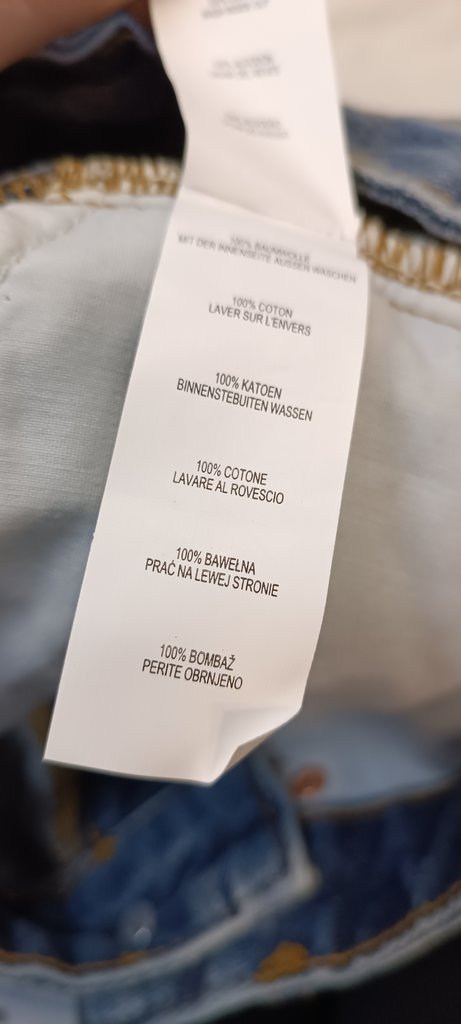 100% BAUMWOLLE
MIT DER INNENSEITE AUSSEN WASCHEN
100% COTON
LAVER SUR L'ENVERS
100% KATOEN
BINNENSTEBUITEN WASSEN
100% COTONE
LAVARE AL ROVESCIO
100% BAWEŁNA
PRAĆ NA LEWEJ STRONIE
100% BOMBAŽ
PERITE OBRNJENO